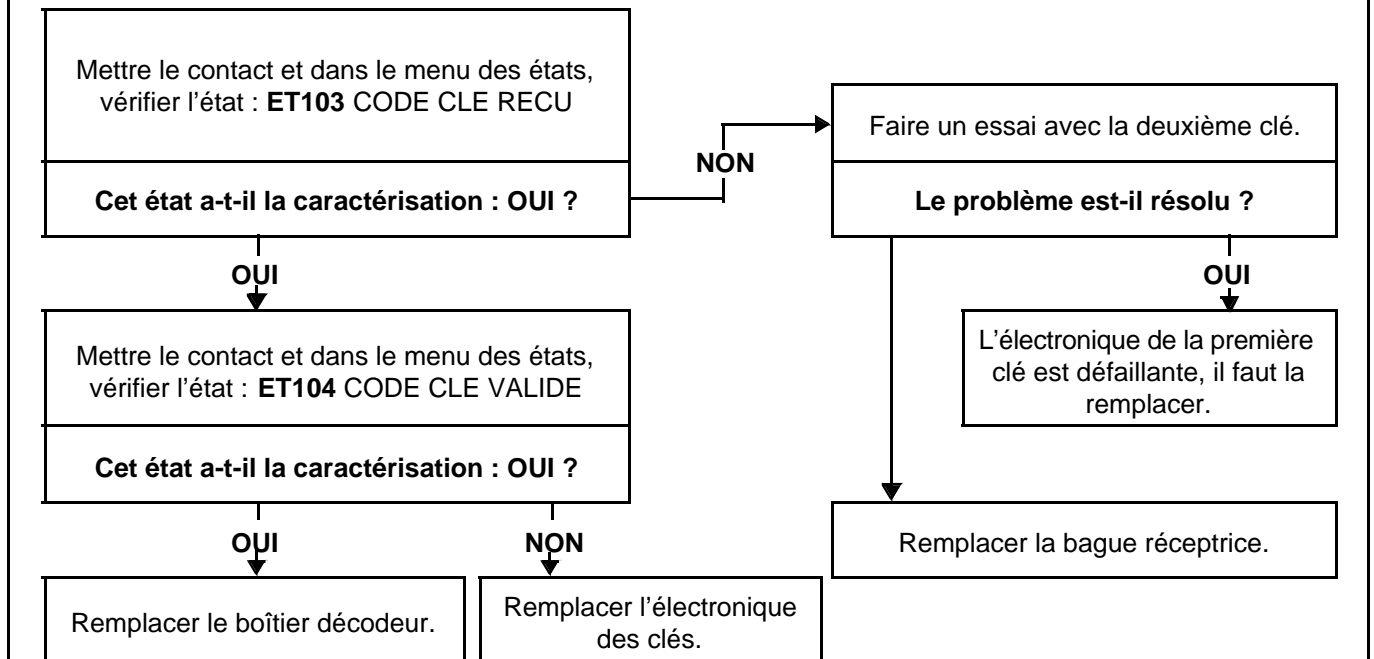 Mettre le contact et dans le menu des états,
vérifier l'état : ET103 CODE CLE RECU
Cet état a-t-il la caractérisation : OUI ?
NON
Faire un essai avec la deuxième clé.
Le problème est-il résolu ?
OUI
OUI
Mettre le contact et dans le menu des états,
vérifier l'état : ET104 CODE CLE VALIDE
Cet état a-t-il la caractérisation : OUI ?
L'électronique de la première
clé est défaillante, il faut la
remplacer.
OUI
NON
Remplacer la bague réceptrice.
Remplacer le boîtier décodeur.
Remplacer l'électronique
des clés.